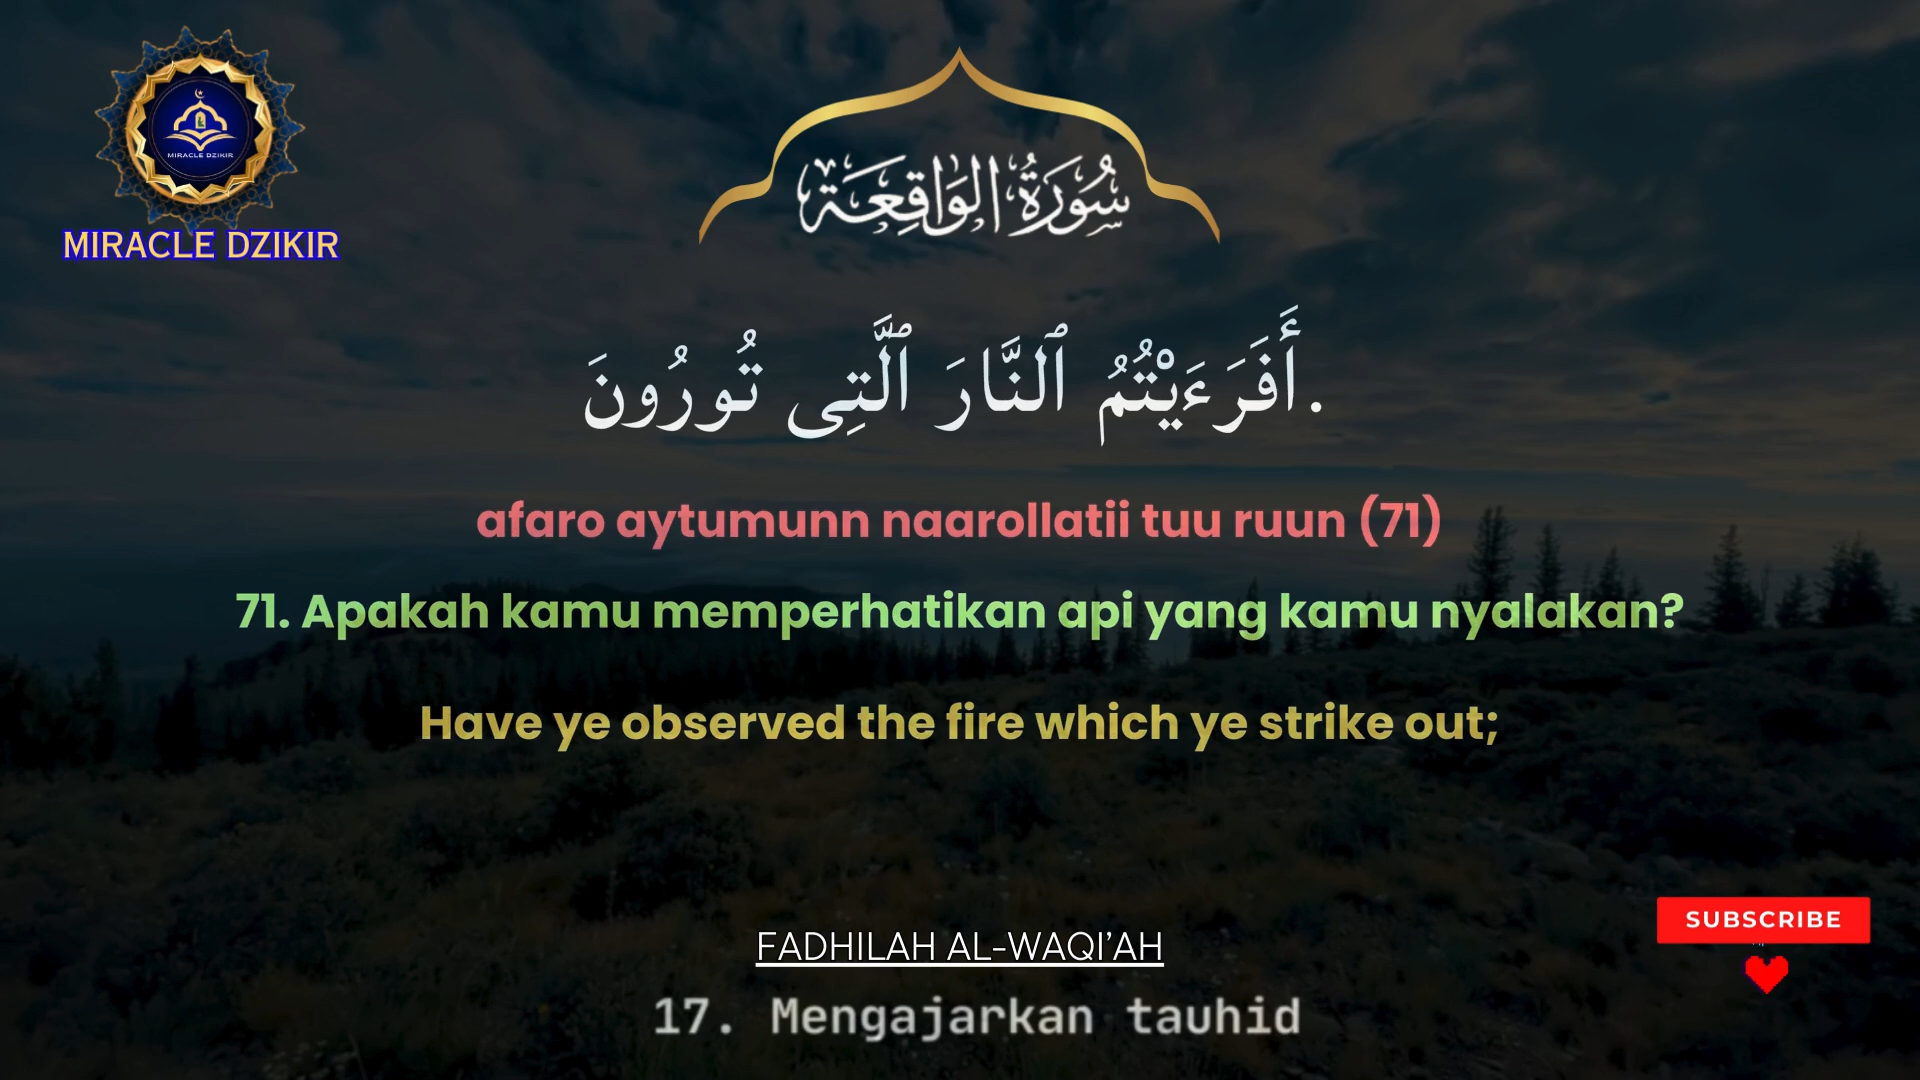 MIRACLE DZIKIR
MIRACLE DZIKIR
سُورَةُ الوَاقِعَة
أَفَرَءَيْتُمُ ٱلنَّارَ ٱلَّتِى تُورُونَ.
afaro aytumunn naarollatii tuu ruun (71)
71. Apakah kamu memperhatikan api yang kamu nyalakan?
Have ye observed the fire which ye strike out;
FADHILAH AL-WAQI’AH
17. Mengajarkan tauhid
SUBSCRIBE